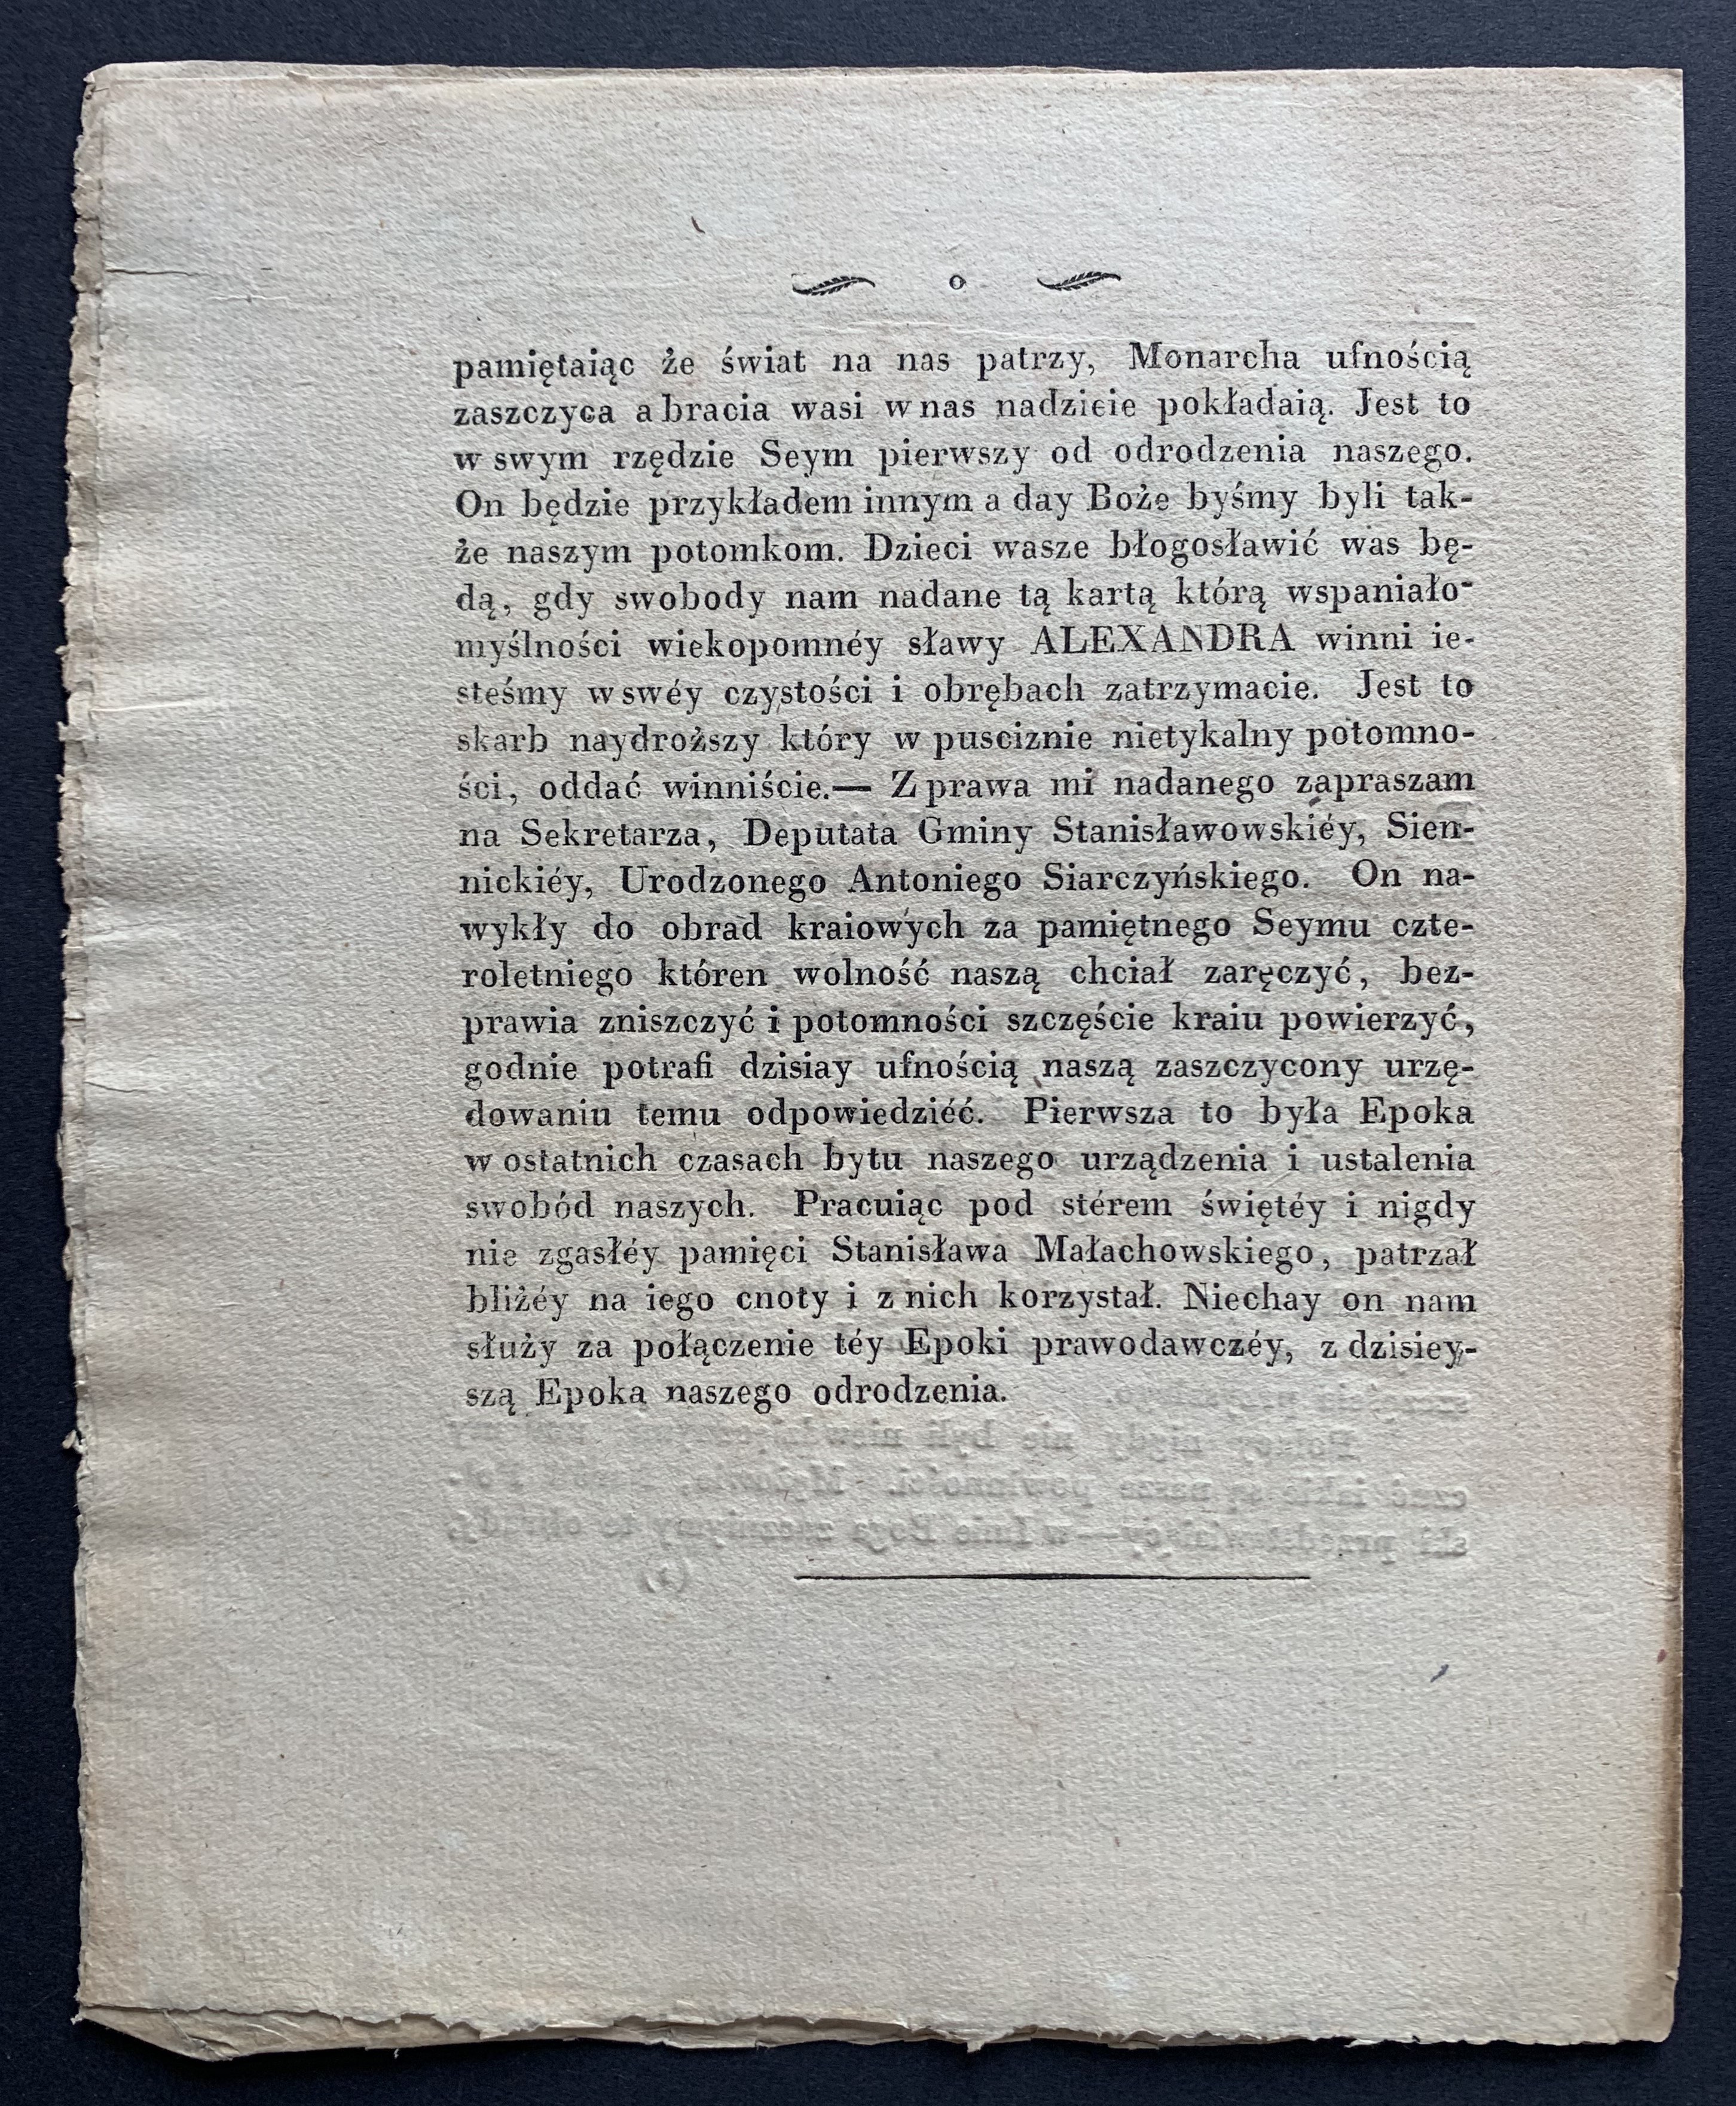 pamiętaiąc że świat na nas patrzy, Monarcha ufnością
zaszczyca a bracia wasi w nas nadzieie pokładaią. Jest to
w swym rzędzie Seym pierwszy od odrodzenia naszego.
On będzie przykładem innym a day Boże byśmy byli tak-
że naszym potomkom. Dzieci wasze błogosławić was bę-
dą, gdy swobody nam nadane tą kartą którą wspaniało-
myślności wiekopomnéy sławy ALEXANDRA winni ie-
steśmy w swéy czystości i obrębach zatrzymacie. Jest to
skarb naydroższy który w pusciznie nietykalny potomno-
ści, oddać winniście.— Z prawa mi nadanego zapraszam
na Sekretarza, Deputata Gminy Stanisławowskiéy, Sien-
nickiéy, Urodzonego Antoniego Siarczyńskiego. On na-
wykły do obrad kraiowych za pamiętnego Seymu czte-
roletniego któren wolność naszą chciał zaręczyć, bez-
prawia zniszczyć i potomności szczęście kraiu powierzyć,
godnie potrafi dzisiay ufnością naszą zaszczycony urzę-
dowaniu temu odpowiedziéć. Pierwsza to była Epoka
w ostatnich czasach bytu naszego urządzenia i ustalenia
swobód naszych. Pracuiąc pod stérem świętéy i nigdy
nie zgasłéy pamięci Stanisława Małachowskiego, patrzał
bliżéy na iego cnoty i z nich korzystał. Niechay on nam
służy za połączenie téy Epoki prawodawczéy, z dzisiey-
szą Epoka naszego odrodzenia.